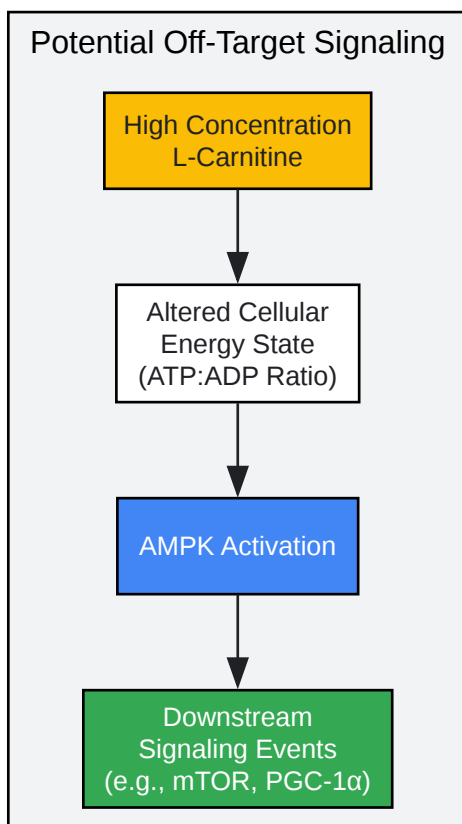 Potential Off-Target Signaling
High Concentration
L-Carnitine
Altered Cellular
Energy State
(ATP:ADP Ratio)
AMPK Activation
Downstream
Signaling Events
(e.g., mTOR, PGC-1α)